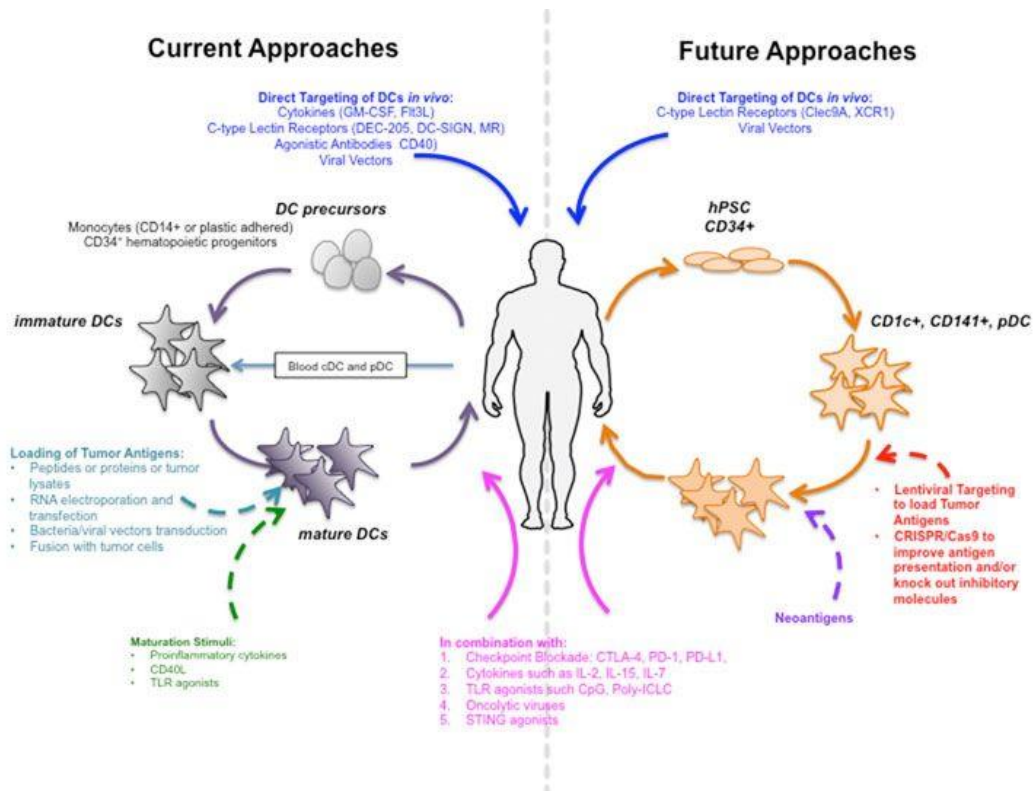 Current Approaches
Future Approaches
Direct Targeting of DCs in vivo:
Cytokines (GM-CSF, Flt3L)
C-type Lectin Receptors (DEC-205, DC-SIGN, MR)
Agonistic Antibodies CD40)
Viral Vectors
Direct Targeting of DCs in vivo:
C-type Lectin Receptors (Clec9A, XCR1)
Viral Vectors
DC precursors
Monocytes (CD14+ or plastic adhered)
CD34+ hematopoietic progenitors
hPSC
CD34+
immature DCs
CD1c+, CD141+, pDC
Blood cDC and pDC
Loading of Tumor Antigens:
• Peptides or proteins or tumor
lysates
• RNA electroporation and
transfection
• Bacteria/viral vectors transduction
• Fusion with tumor cells
mature DCs
• Lentiviral Targeting
to load Tumor
Antigens
• CRISPR/Cas9 to
improve antigen
presentation and/or
knock out inhibitory
molecules
Neoantigens
Maturation Stimuli:
• Proinflammatory cytokines
• CD40L
• TLR agonists
In combination with:
1. Checkpoint Blockade: CTLA-4, PD-1, PD-L1,
2. Cytokines such as IL-2, IL-15, IL-7
3. TLR agonists such CpG, Poly-ICLC
4. Oncolytic viruses
5. STING agonists